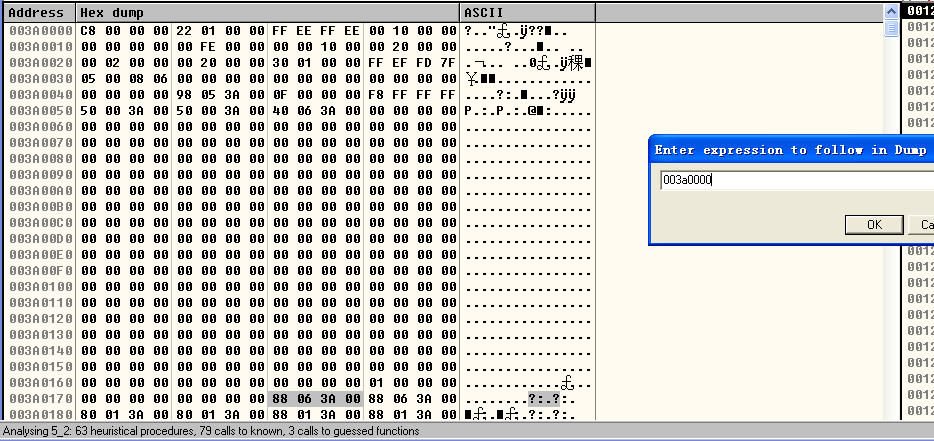 Address Hex dump ASCII
003A0000 C8 00 00 00 22 01 00 00 FF EE FF EE 00 10 00 00
003A0010 00 00 00 00 00 FE 00 00 00 00 10 00 00 20 00 00
003A0020 00 02 00 00 00 20 00 00 30 01 00 00 FF EF FD 7F
003A0030 05 00 08 06 00 00 00 00 00 00 00 00 00 00 00 00
003A0040 00 00 00 00 98 05 3A 00 0F 00 00 00 F8 FF FF FF
003A0050 50 00 3A 00 50 00 3A 00 40 06 3A 00 00 00 00 00
003A0060 00 00 00 00 00 00 00 00 00 00 00 00 00 00 00 00
003A0070 00 00 00 00 00 00 00 00 00 00 00 00 00 00 00 00
003A0080 00 00 00 00 00 00 00 00 00 00 00 00 00 00 00 00
003A0090 00 00 00 00 00 00 00 00 00 00 00 00 00 00 00 00
003A00A0 00 00 00 00 00 00 00 00 00 00 00 00 00 00 00 00
003A00B0 00 00 00 00 00 00 00 00 00 00 00 00 00 00 00 00
003A00C0 00 00 00 00 00 00 00 00 00 00 00 00 00 00 00 00
003A00D0 00 00 00 00 00 00 00 00 00 00 00 00 00 00 00 00
003A00E0 00 00 00 00 00 00 00 00 00 00 00 00 00 00 00 00
003A00F0 00 00 00 00 00 00 00 00 00 00 00 00 00 00 00 00
003A0100 00 00 00 00 00 00 00 00 00 00 00 00 00 00 00 00
003A0110 00 00 00 00 00 00 00 00 00 00 00 00 00 00 00 00
003A0120 00 00 00 00 00 00 00 00 00 00 00 00 00 00 00 00
003A0130 00 00 00 00 00 00 00 00 00 00 00 00 00 00 00 00
003A0140 00 00 00 00 00 00 00 00 00 00 00 00 00 00 00 00
003A0150 00 00 00 00 00 00 00 00 00 00 00 00 00 00 00 00
003A0160 00 00 00 00 00 00 00 00 00 00 00 00 01 00 00 00
003A0170 00 00 00 00 00 00 00 00 88 06 3A 00 88 06 3A 00
003A0180 80 01 3A 00 80 01 3A 00 88 01 3A 00 88 01 3A 00
Enter expression to follow in Dump
003a0000
OK
Analysing 5_2: 63 heuristical procedures, 79 calls to known, 3 calls to guessed functions